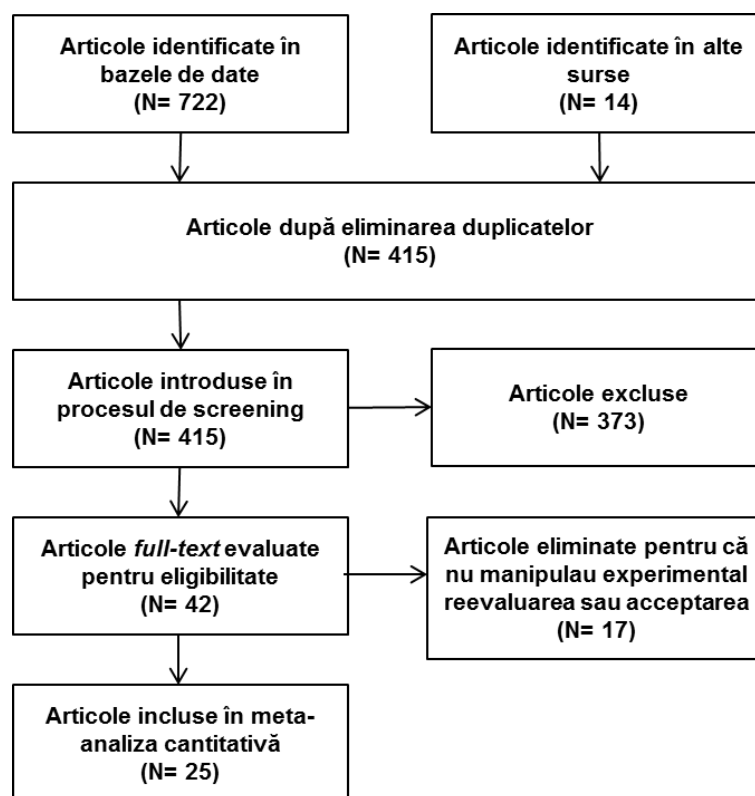 Articole identificate în
bazele de date
(N= 722)
Articole identificate în alte
surse
(N= 14)
Articole după eliminarea duplicatelor
(N= 415)
Articole introduse în
procesul de screening
(N= 415)
Articole excluse
(N= 373)
Articole full-text evaluate
pentru eligibilitate
(N= 42)
Articole eliminate pentru că
nu manipulau experimental
reevaluarea sau acceptarea
(N= 17)
Articole incluse în meta-
analiza cantitativă
(N= 25)